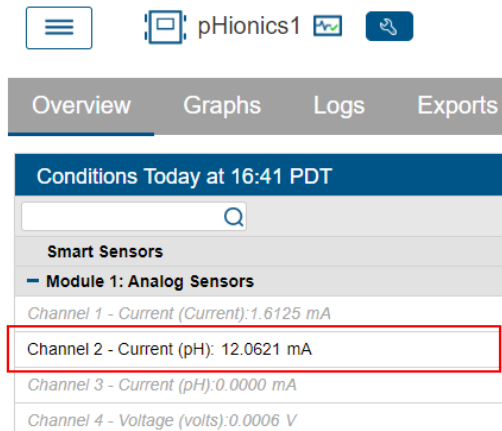 pHionics1
Overview Graphs Logs Exports
Conditions Today at 16:41 PDT
Smart Sensors
Module 1: Analog Sensors
Channel 1 - Current (Current):1.6125 mA
Channel 2 - Current (pH): 12.0621 mA
Channel 3 - Current (pH):0.0000 mA
Channel 4 - Voltage (volts):0.0006 V